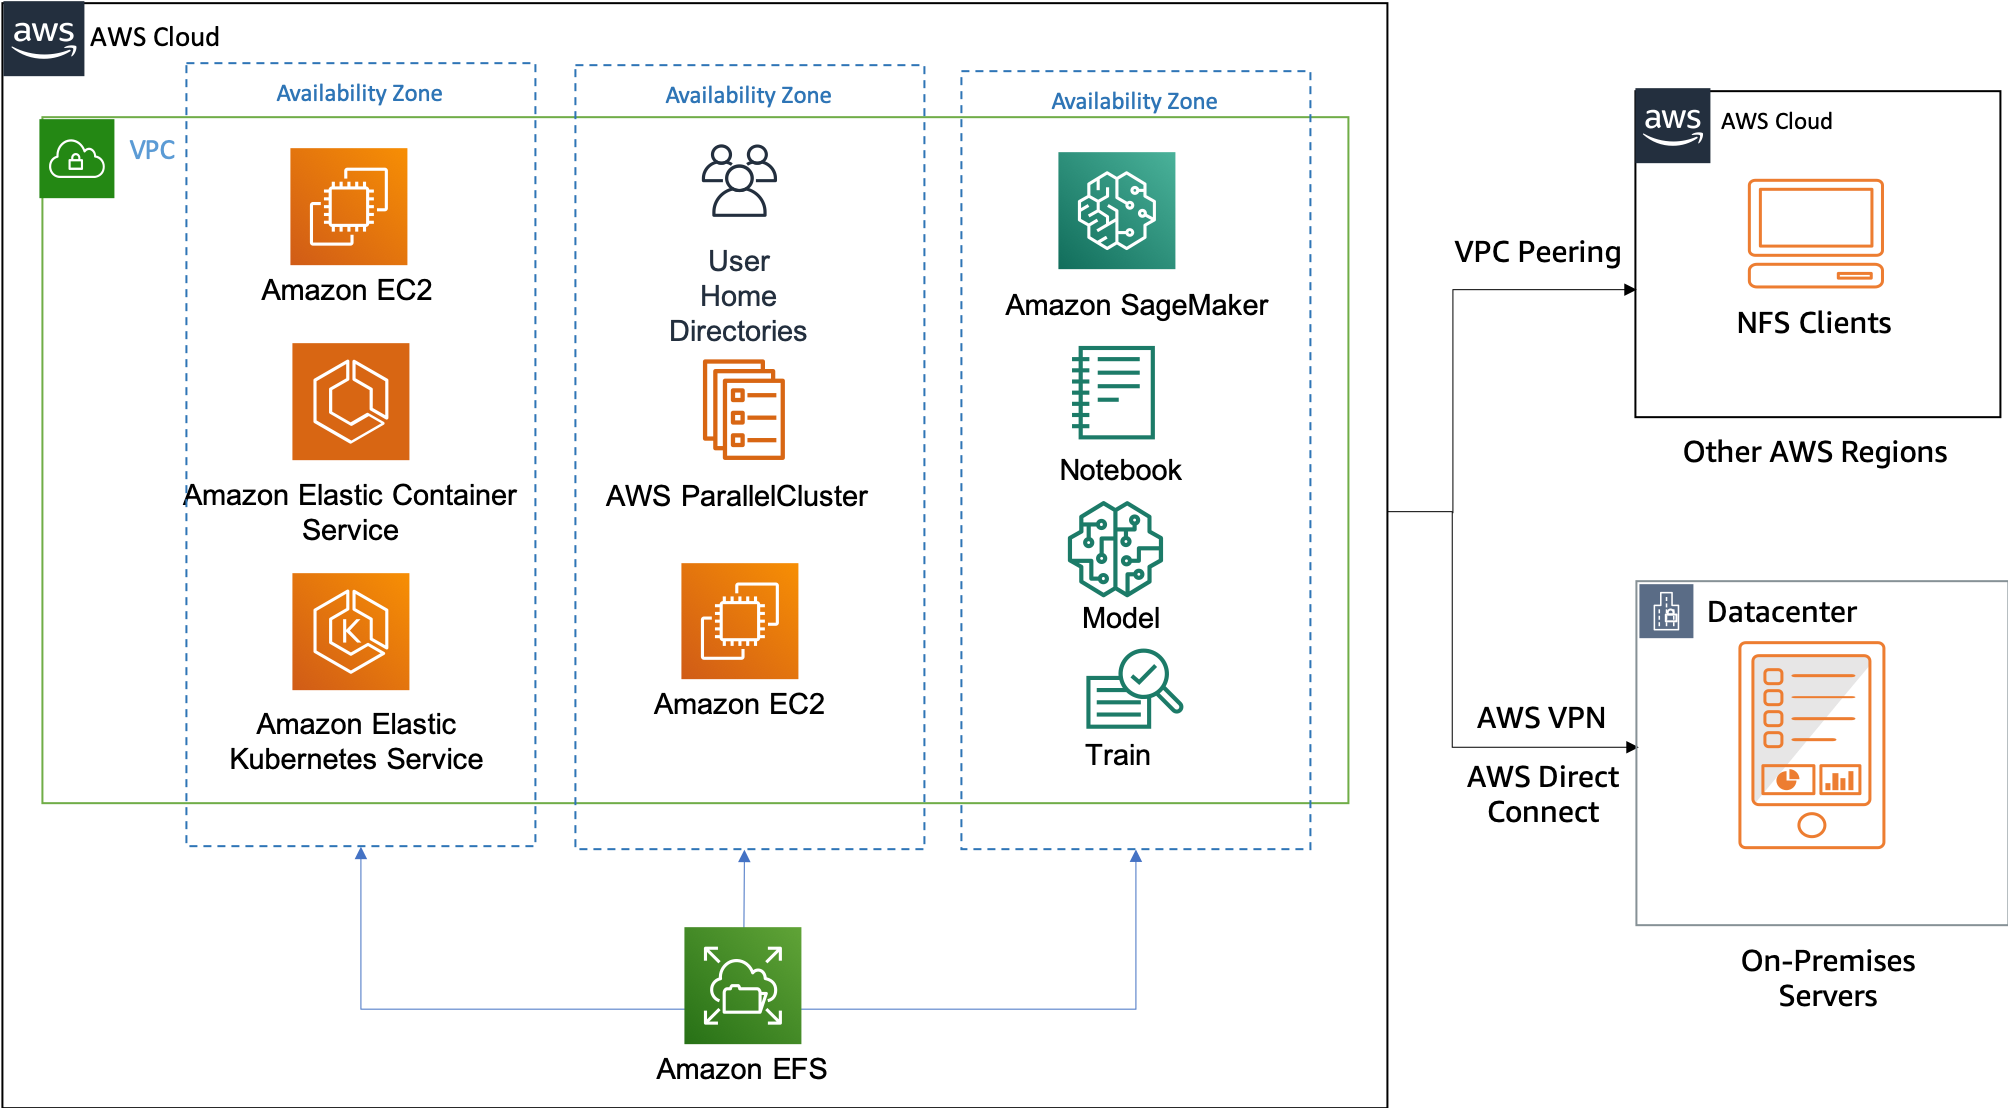 aws
AWS Cloud
Availability Zone
Availability Zone
Availability Zone
VPC
Amazon EC2
Amazon Elastic Container
Service
K
Amazon Elastic
Kubernetes Service
User
Home
Directories
AWS ParallelCluster
Amazon EC2
Amazon SageMaker
Notebook
Model
Train
Amazon EFS
VPC Peering
aws
AWS Cloud
NFS Clients
Other AWS Regions
AWS VPN
AWS Direct
Connect
Datacenter
On-Premises
Servers